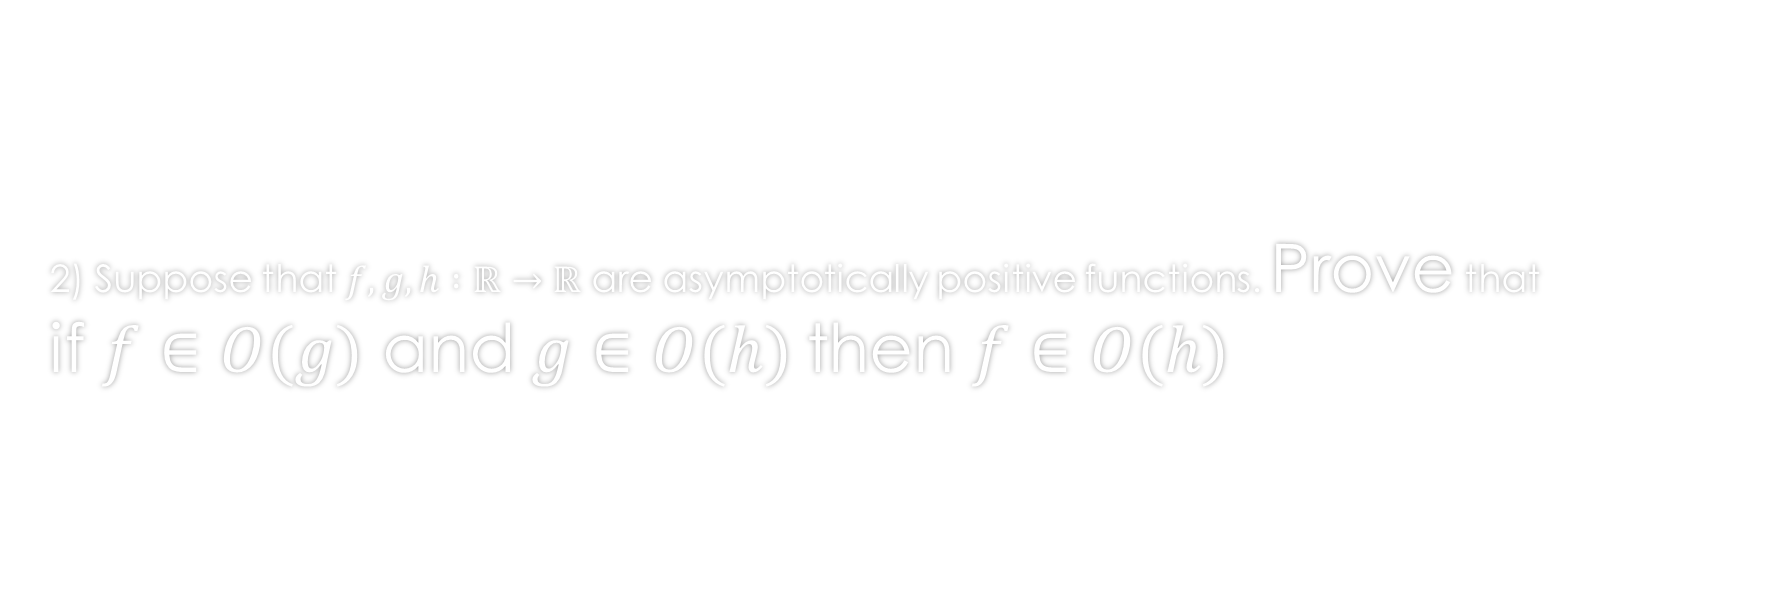 2) Suppose that 𝑓, 𝑔, ℎ : ℝ → ℝ are asymptotically positive functions. Prove that
if 𝑓 ∈ 𝑂(𝑔) and 𝑔 ∈ 𝑂(ℎ) then 𝑓 ∈ 𝑂(ℎ)